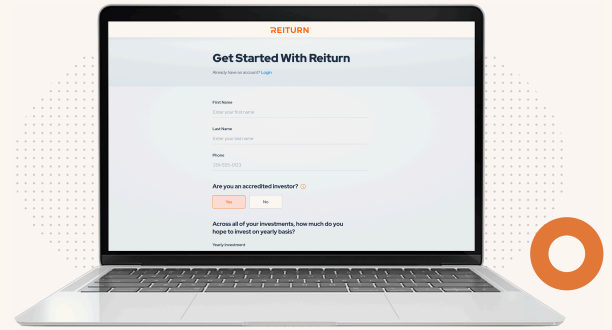 REITURN
Get Started With Reiturn
Already have an account? Login
First Name
Enter your first name
Last Name
Enter your last name
Phone
Are you an accredited investor?
Yes No
Across all of your investments, how much do you
hope to invest on yearly basis?
Yearly Investment